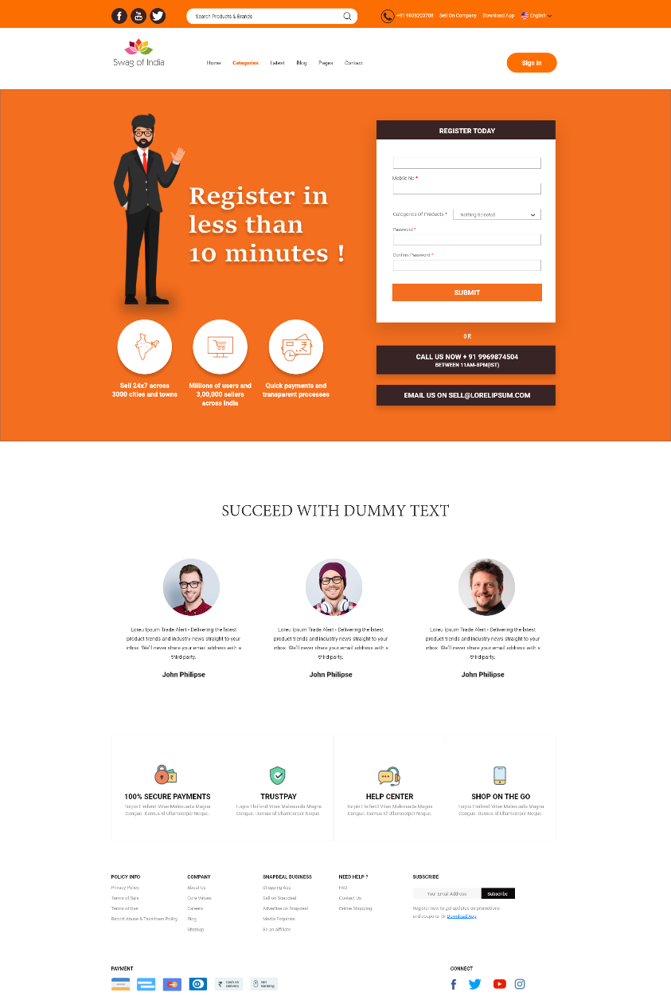 Search Products & Brands
+91 9838203708
Sell On Company
Download App
English
Swag of India
Home
Categories
Latest
Blog
Pages
Contact
Sign In
Register in
less than
10 minutes !
Sell 24x7 across
3000 cities and towns
Millions of users and
3,00,000 sellers
across India
Quick payments and
transparent processes
REGISTER TODAY
Mobile No *
Categories Of Products *
Nothing Selected
Password *
Confirm Password *
SUBMIT
OR
CALL US NOW + 91 9969874504
BETWEEN 11AM-8PM(IST)
EMAIL US ON SELL@LORELIPSUM.COM
SUCCEED WITH DUMMY TEXT
Loreu Ipsum Trade Alert - Delivering the latest
product trends and industry news straight to your
inbox. We'll never share your email address with a
third-party.
John Philipse
Loreu Ipsum Trade Alert - Delivering the latest
product trends and industry news straight to your
inbox. We'll never share your email address with a
third-party.
John Philipse
Loreu Ipsum Trade Alert - Delivering the latest
product trends and industry news straight to your
inbox. We'll never share your email address with a
third-party.
John Philipse
100% SECURE PAYMENTS
Turpis Eleifend Vitae Malesuada Magna
Congue. Damus Id Ullamcorper Neque.
TRUSTPAY
Turpis Eleifend Vitae Malesuada Magna
Congue. Damus Id Ullamcorper Neque.
HELP CENTER
Turpis Eleifend Vitae Malesuada Magna
Congue. Damus Id Ullamcorper Neque.
SHOP ON THE GO
Turpis Eleifend Vitae Malesuada Magna
Congue. Damus Id Ullamcorper Neque.
POLICY INFO
Privacy Policy
Terms of Sale
Terms of Use
Report Abuse & Takedown Policy
COMPANY
About Us
Core Values
Careers
Blog
Sitemap
SNAPDEAL BUSINESS
Shopping App
Sell on Snapdeal
Advertise on Snapdeal
Media Enquiries
Be an Affiliate
NEED HELP ?
FAQ
Contact Us
Online Shopping
SUBSCRIBE
Your Email Address
Subscribe
Register now to get updates on promotions
and coupons. Or Download App
PAYMENT
Cash on
Delivery
Net
Banking
CONNECT